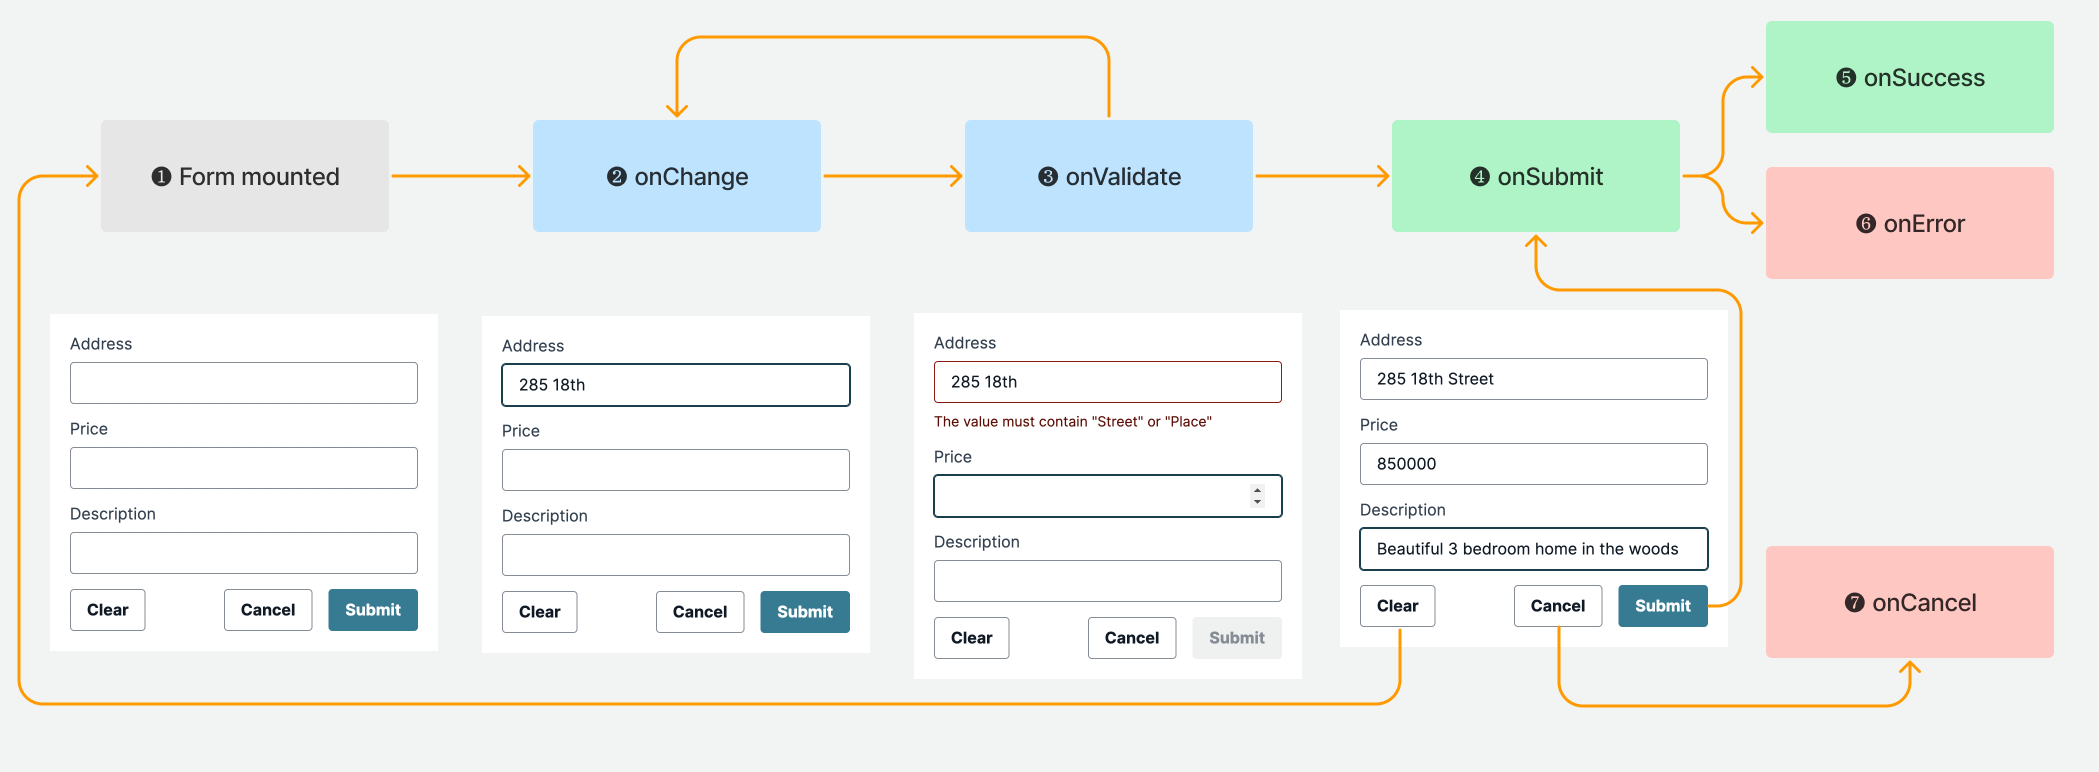 ❶ Form mounted
❷ onChange
❸ onValidate
❹ onSubmit
❺ onSuccess
❻ onError
Address
Price
Description
Clear
Cancel
Submit
Address
285 18th
Price
Description
Clear
Cancel
Submit
Address
285 18th
The value must contain "Street" or "Place"
Price
Description
Clear
Cancel
Submit
Address
285 18th Street
Price
850000
Description
Beautiful 3 bedroom home in the woods
Clear
Cancel
Submit
❼ onCancel